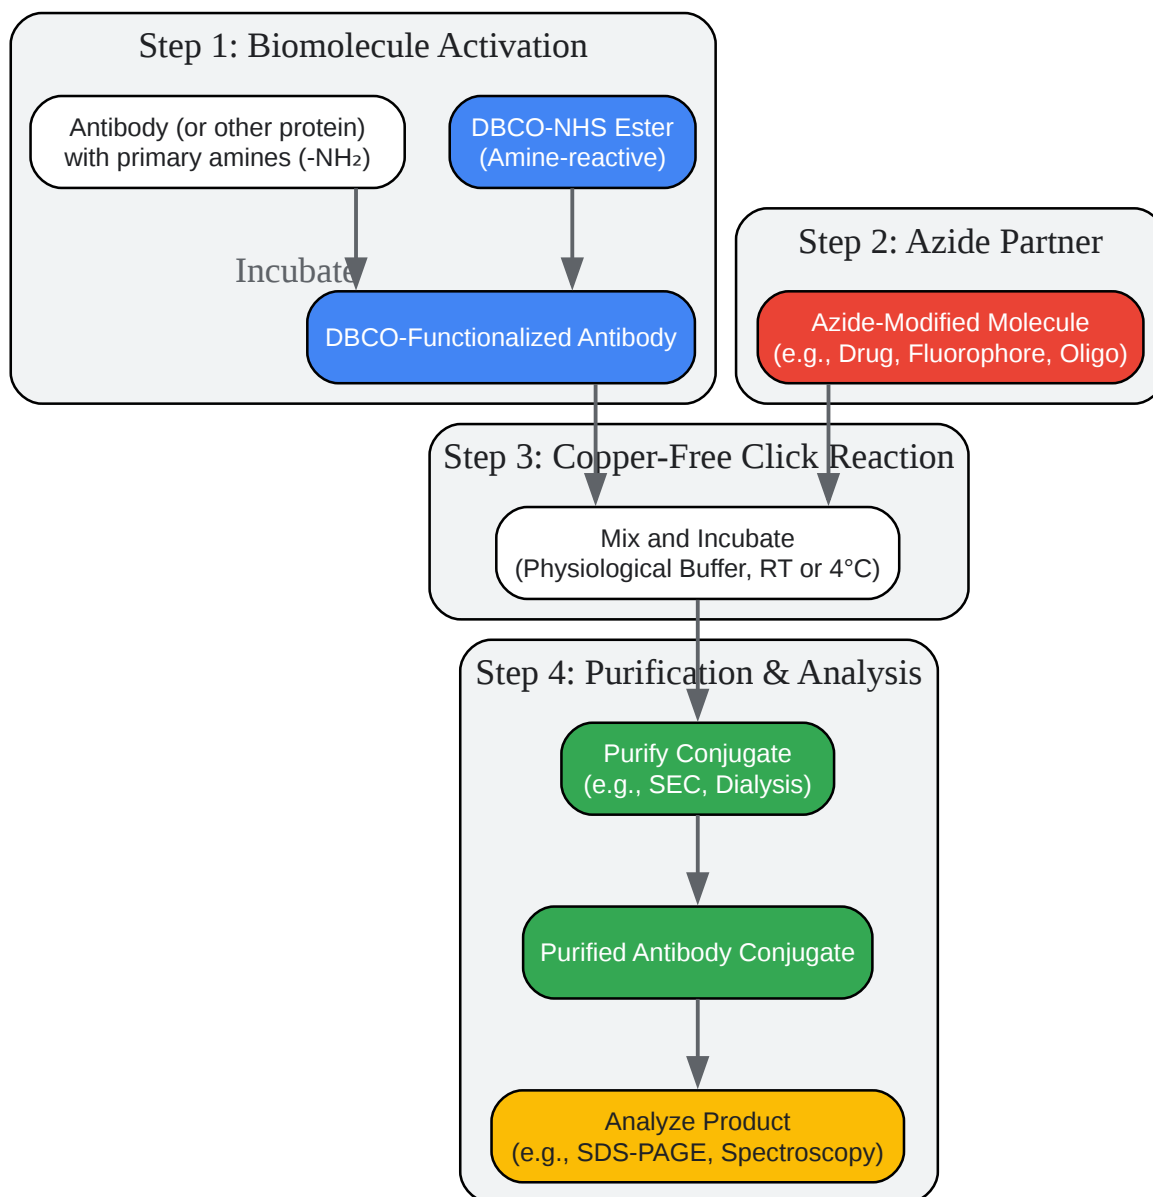 Step 1: Biomolecule Activation
Antibody (or other protein)
with primary amines (-NH₂)
DBCO-NHS Ester
(Amine-reactive)
Incubate
DBCO-Functionalized Antibody
Step 2: Azide Partner
Azide-Modified Molecule
(e.g., Drug, Fluorophore, Oligo)
Step 3: Copper-Free Click Reaction
Mix and Incubate
(Physiological Buffer, RT or 4°C)
Step 4: Purification & Analysis
Purify Conjugate
(e.g., SEC, Dialysis)
Purified Antibody Conjugate
Analyze Product
(e.g., SDS-PAGE, Spectroscopy)